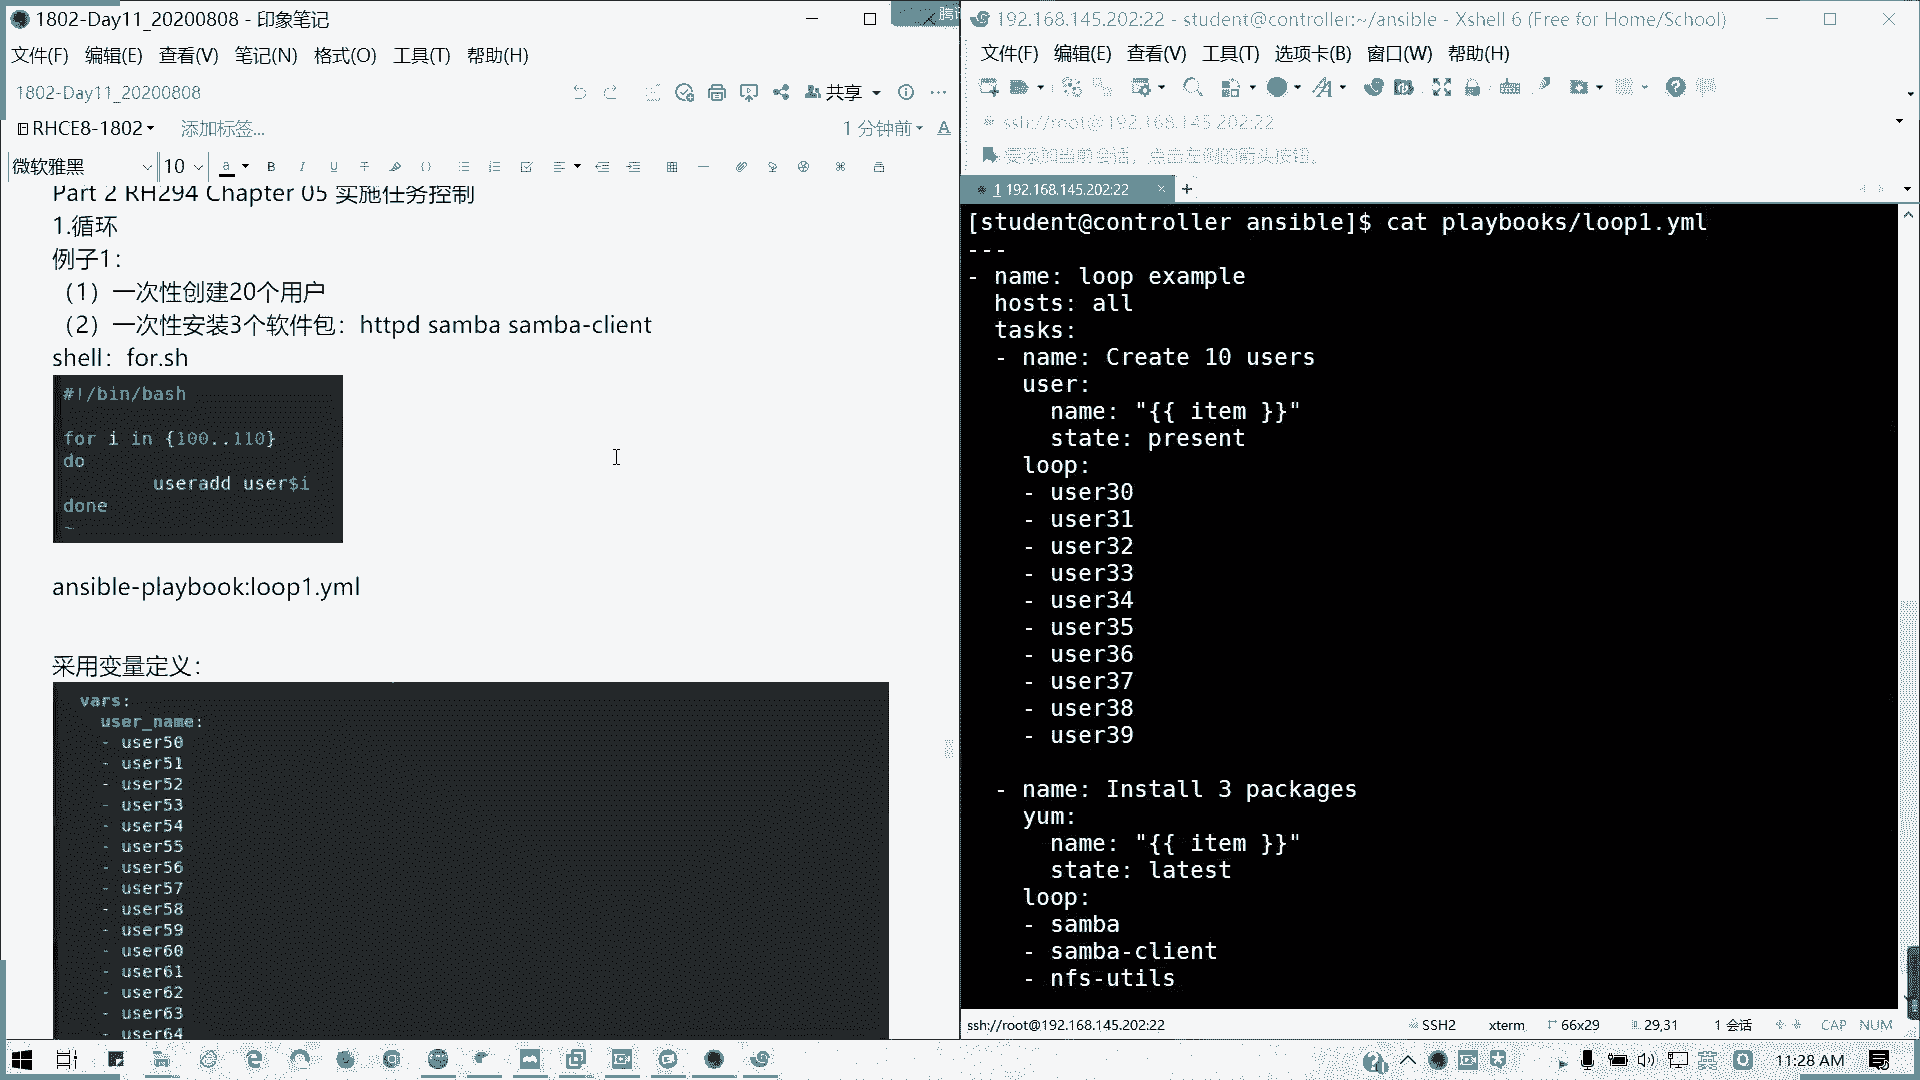 1802-Day11_20200808 - 印象笔记
文件(F) 编辑(E) 查看(V) 笔记(N) 格式(O) 工具(T) 帮助(H)
1802-Day11_20200808
共享
RHCE8-1802
添加标签...
1 分钟前
微软雅黑
10
Part 2 RH294 Chapter 05 实施任务控制
1.循环
例子1：
（1）一次性创建20个用户
（2）一次性安装3个软件包：httpd samba samba-client
shell：for.sh
#!/bin/bash
for i in {100..110}
do
useradd user$i
done
~
ansible-playbook:loop1.yml
采用变量定义：
vars:
user_name:
- user50
- user51
- user52
- user53
- user54
- user55
- user56
- user57
- user58
- user59
- user60
- user61
- user62
- user63
- user64
192.168.145.202:22 - student@controller:~/ansible - Xshell 6 (Free for Home/School)
文件(F) 编辑(E) 查看(V) 工具(T) 选项卡(B) 窗口(W) 帮助(H)
ssh://root@192.168.145.202:22
要添加当前会话，点击左侧的箭头按钮。
1 192.168.145.202:22
[student@controller ansible]$ cat playbooks/loop1.yml
---
- name: loop example
hosts: all
tasks:
- name: Create 10 users
user:
name: "{{ item }}"
state: present
loop:
- user30
- user31
- user32
- user33
- user34
- user35
- user36
- user37
- user38
- user39
- name: Install 3 packages
yum:
name: "{{ item }}"
state: latest
loop:
- samba
- samba-client
- nfs-utils
ssh://root@192.168.145.202:22
SSH2
xterm
66x29
29,31
1 会话
CAP NUM
英
11:28 AM